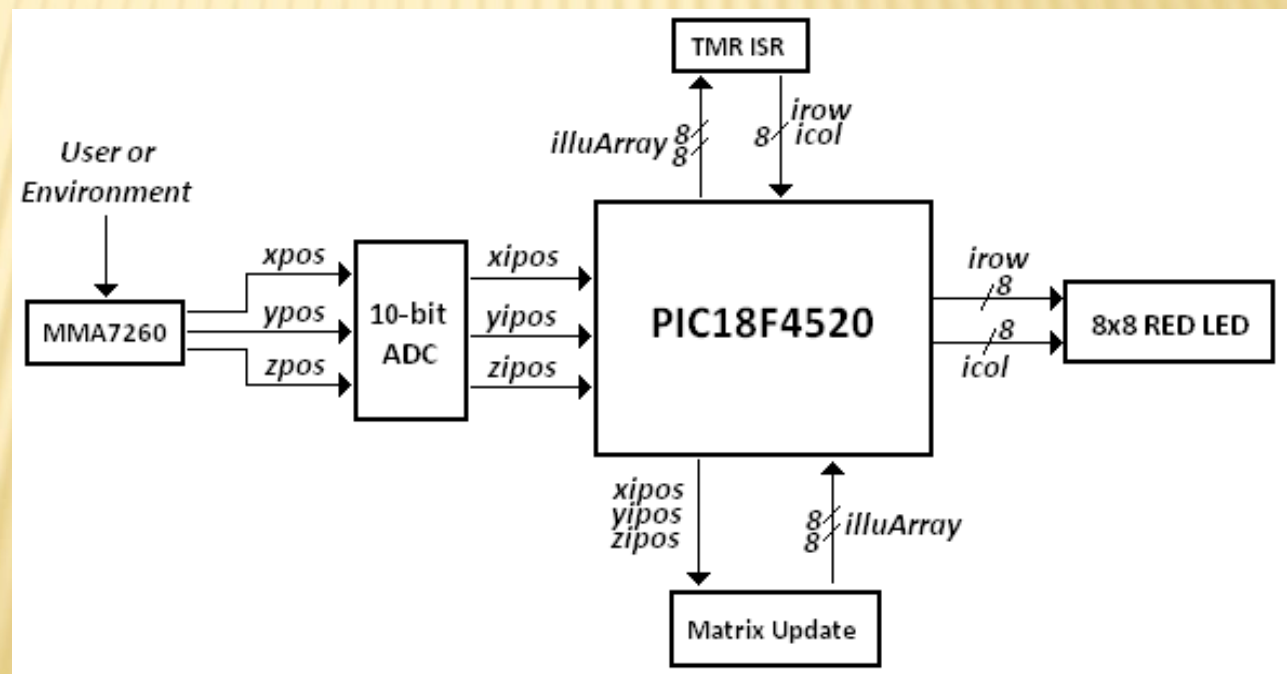 TMR ISR
illuArray
8
8
8
irow
icol
User or
Environment
MMA7260
xpos
ypos
zpos
10-bit
ADC
xipos
yipos
zipos
PIC18F4520
irow
8
8
icol
8x8 RED LED
xipos
yipos
zipos
8
8
illuArray
Matrix Update